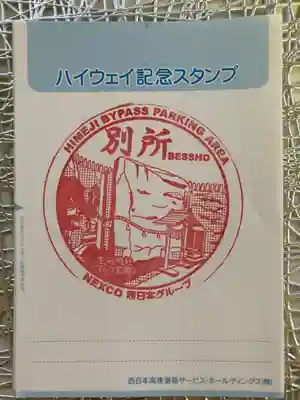 ハイウェイ記念スタンプ
HIMEJI BYPASS PARKING AREA
別所
BESSHO
NEXCO 西日本グループ
西日本高速道路サービス・ホールディングス(株)